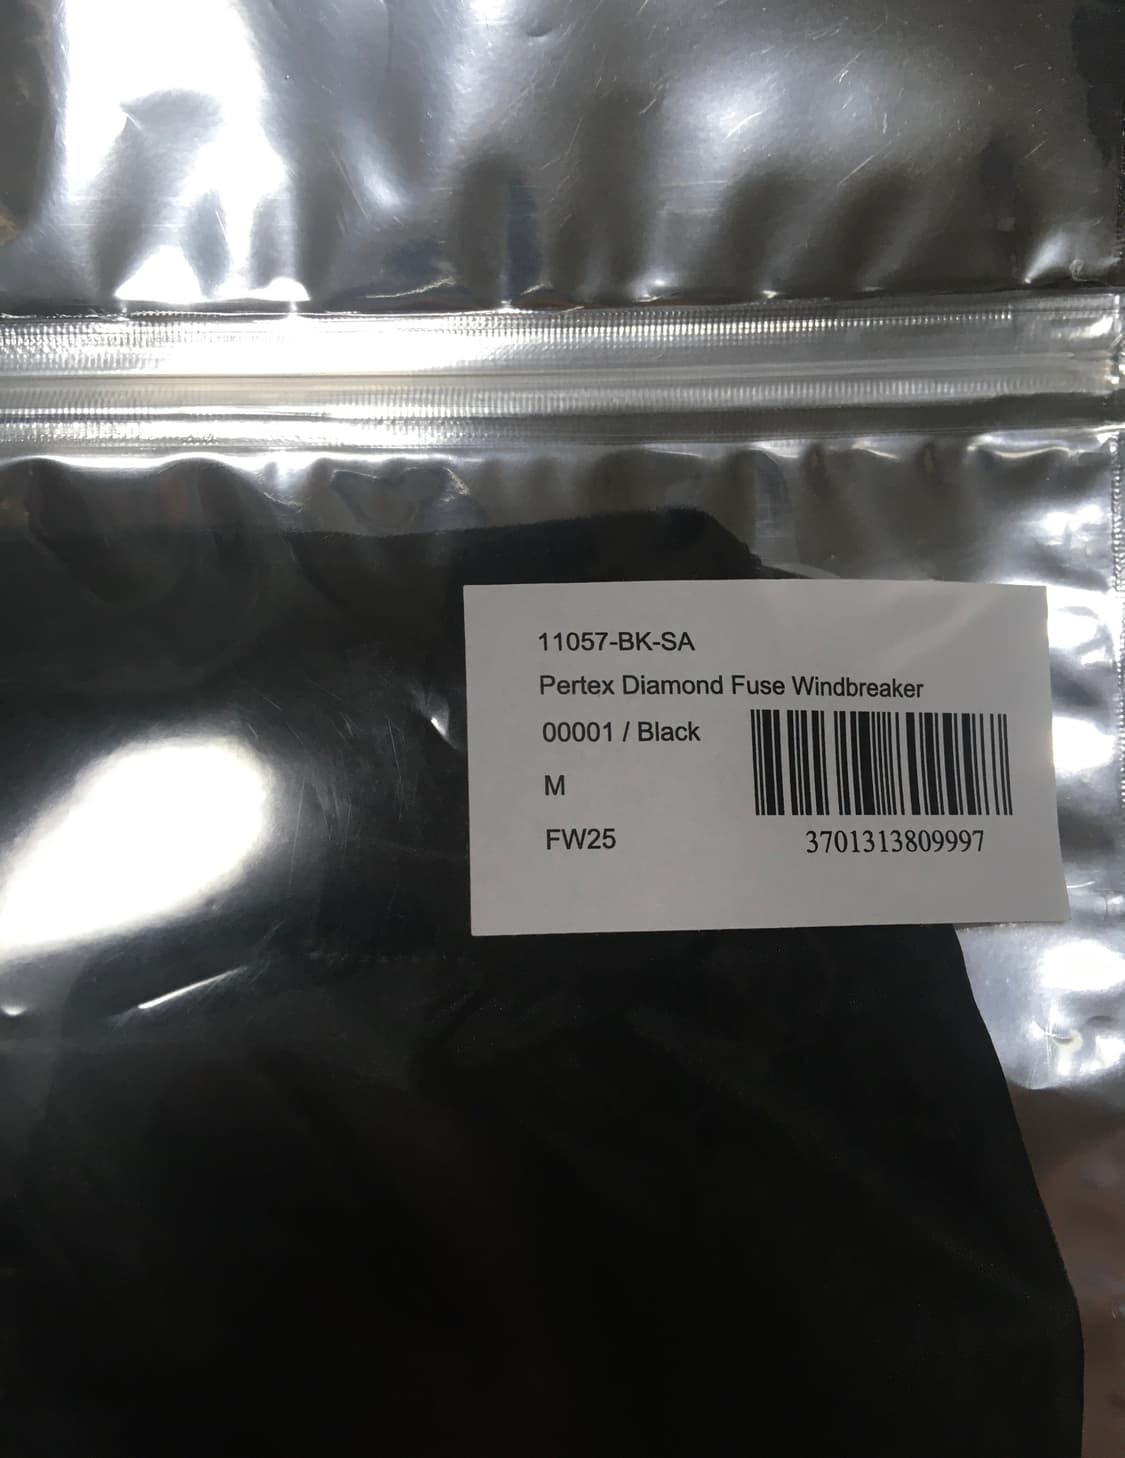 11057-BK-SA
Pertex Diamond Fuse Windbreaker
00001 / Black
M
FW25
3701313809997